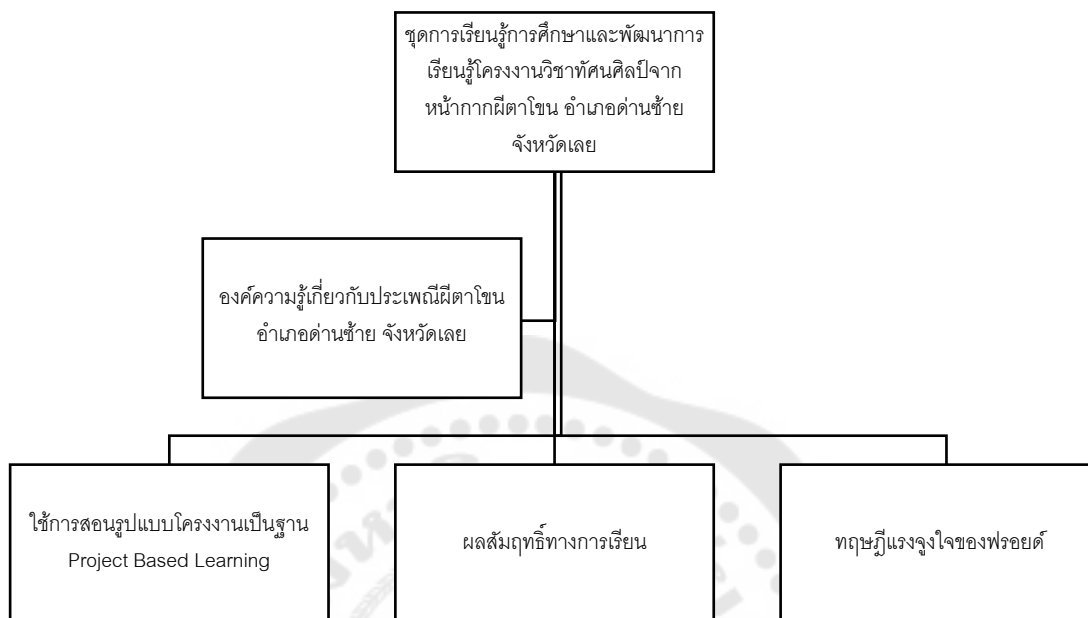 ชุดการเรียนรู้การศึกษาและพัฒนาการ
เรียนรู้โครงงานวิชาทัศนศิลป์จาก
หน้ากากผีตาโขน อำเภอด่านซ้าย
จังหวัดเลย
องค์ความรู้เกี่ยวกับประเพณีผีตาโขน
อำเภอด่านซ้าย จังหวัดเลย
ใช้การสอนรูปแบบโครงงานเป็นฐาน
Project Based Learning
ผลสัมฤทธิ์ทางการเรียน
ทฤษฎีแรงจูงใจของฟรอยด์